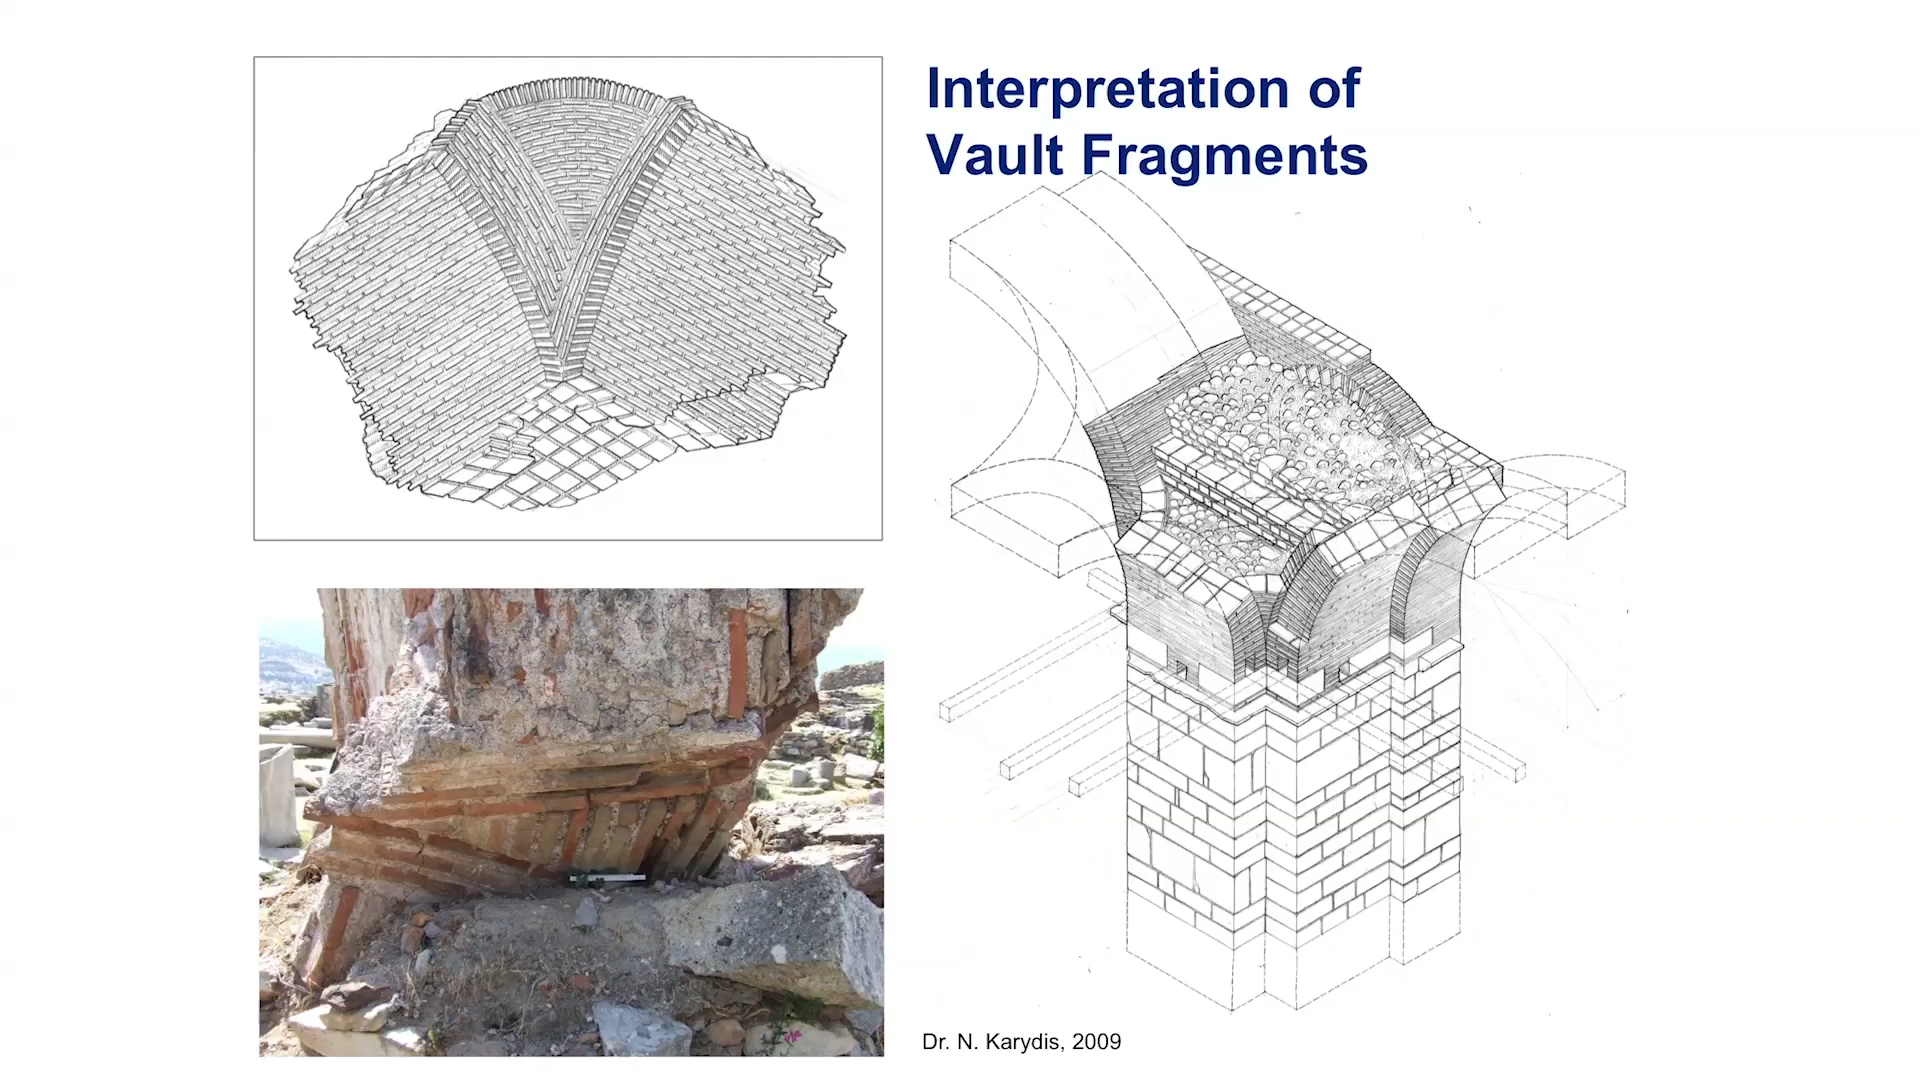 Interpretation of
Vault Fragments
Dr. N. Karydis, 2009